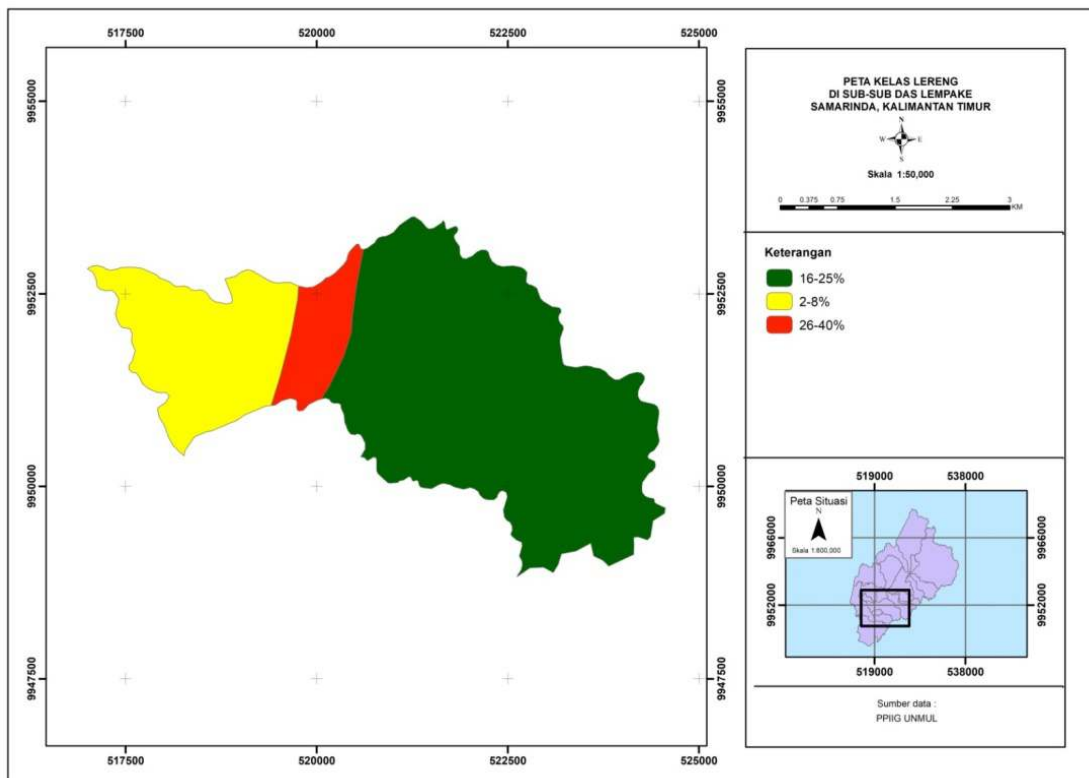 517500
520000
522500
525000
9955000
9955000
9952500
9952500
9950000
9950000
9947500
9947500
517500
520000
522500
525000
PETA KELAS LERENG
DI SUB-SUB DAS LEMPAKE
SAMARINDA, KALIMANTAN TIMUR
N
W
E
S
Skala 1:50,000
0 0.375 0.75 1.5 2.25 3
KM
Keterangan
16-25%
2-8%
26-40%
519000
538000
Peta Situasi
N
Skala 1:600,000
9966000
9966000
9952000
9952000
519000
538000
Sumber data :
PPIIG UNMUL